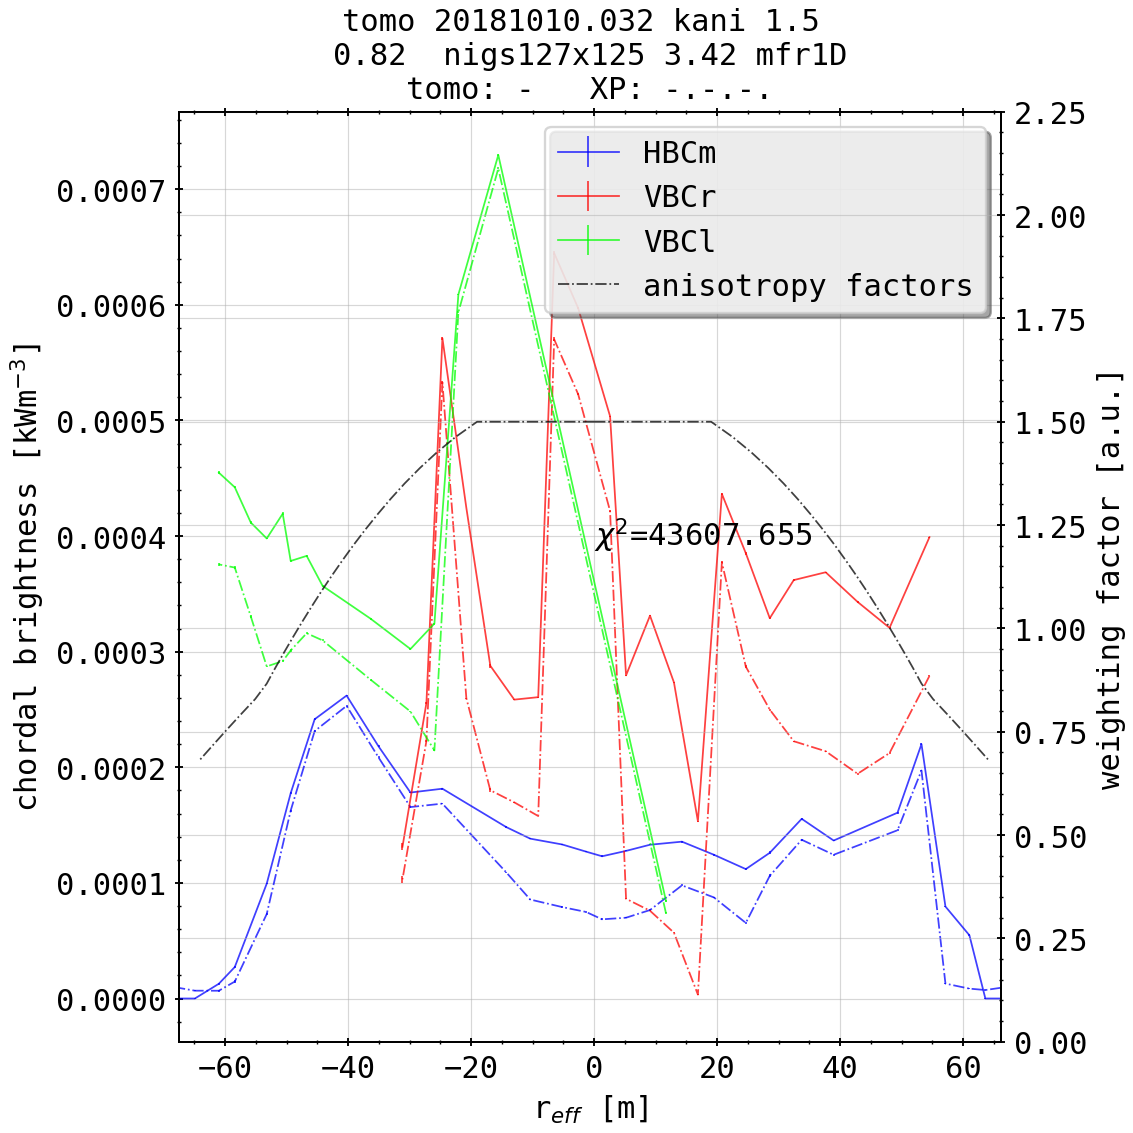 tomo 20181010.032 kani 1.5
0.82  nigs127x125 3.42 mfr1D
tomo: -   XP: -.-.-.
HBCm
VBCr
VBCl
anisotropy factors
χ²=43607.655
chordal brightness [kWm⁻³]
0.0007
0.0006
0.0005
0.0004
0.0003
0.0002
0.0001
0.0000
2.25
2.00
1.75
1.50
1.25
1.00
0.75
0.50
0.25
0.00
weighting factor [a.u.]
−60 −40 −20 0 20 40 60
r_eff [m]